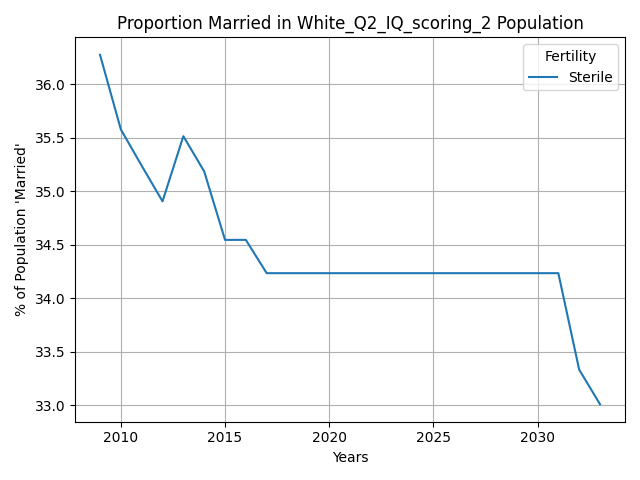 Proportion Married in White_Q2_IQ_scoring_2 Population
Fertility
Sterile
36.0
35.5
35.0
34.5
34.0
33.5
33.0
% of Population 'Married'
2010 2015 2020 2025 2030
Years